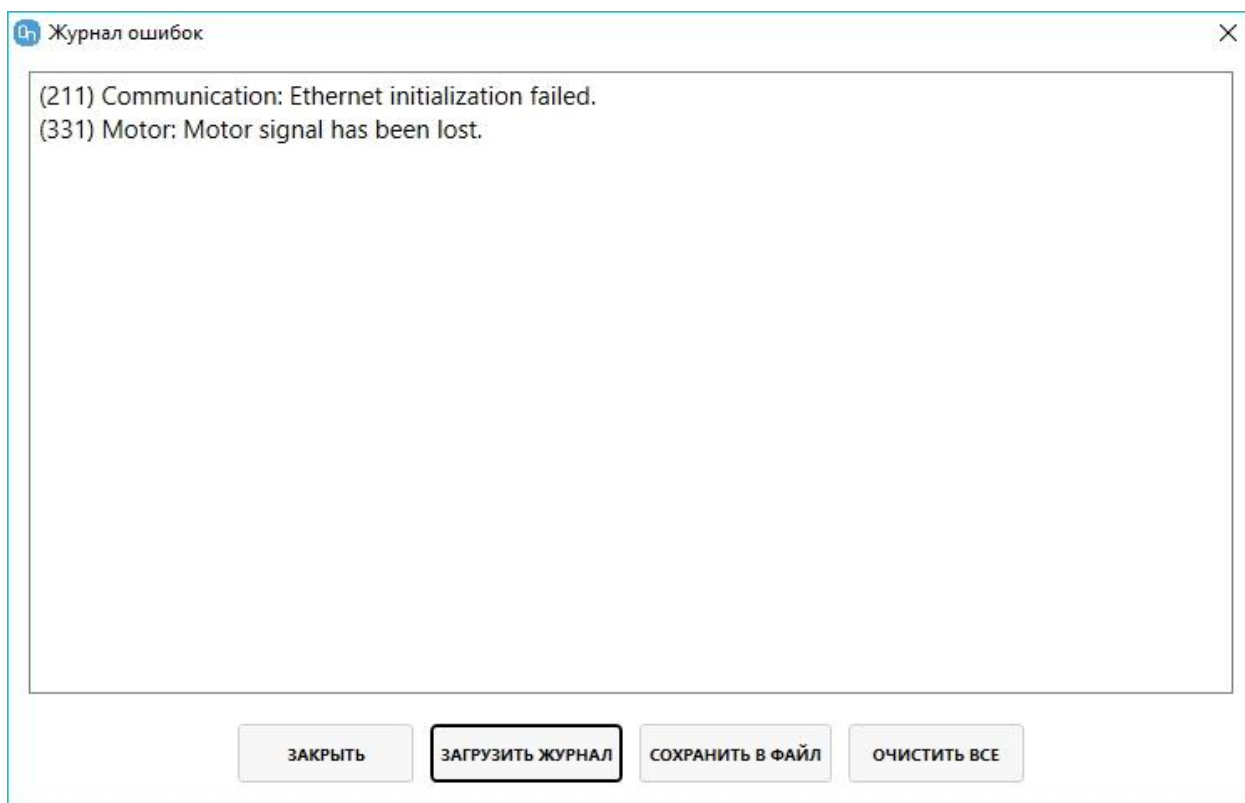 Журнал ошибок
(211) Communication: Ethernet initialization failed.
(331) Motor: Motor signal has been lost.
ЗАКРЫТЬ
ЗАГРУЗИТЬ ЖУРНАЛ
СОХРАНИТЬ В ФАЙЛ
ОЧИСТИТЬ ВСЕ